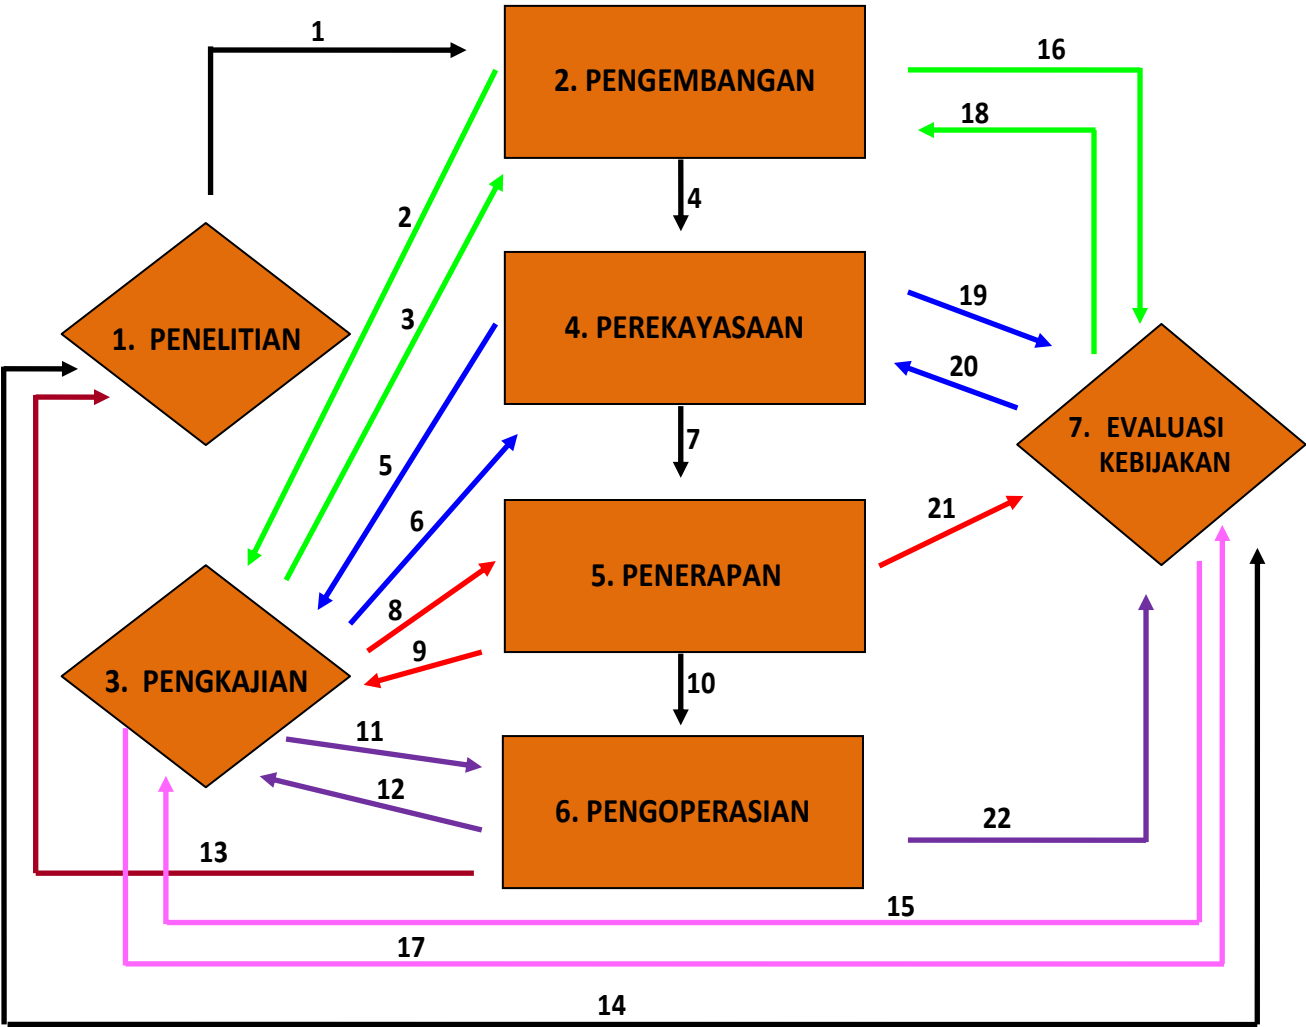 1
2. PENGEMBANGAN
16
18
2
4
3
1. PENELITIAN
4. PEREKAYASAAN
19
20
7. EVALUASI
KEBIJAKAN
5
7
6
21
5. PENERAPAN
8
9
3. PENGKAJIAN
10
11
12
6. PENGOPERASIAN
22
13
15
17
14